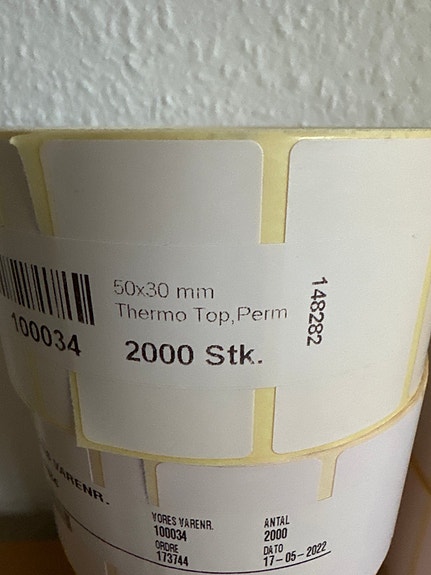 50x30 mm
Thermo Top,Perm
100034
2000 Stk.
148282
VARENR.
VORES VARENR.
100034
ORDRE
173744
ANTAL
2000
DATO
17-05-2022